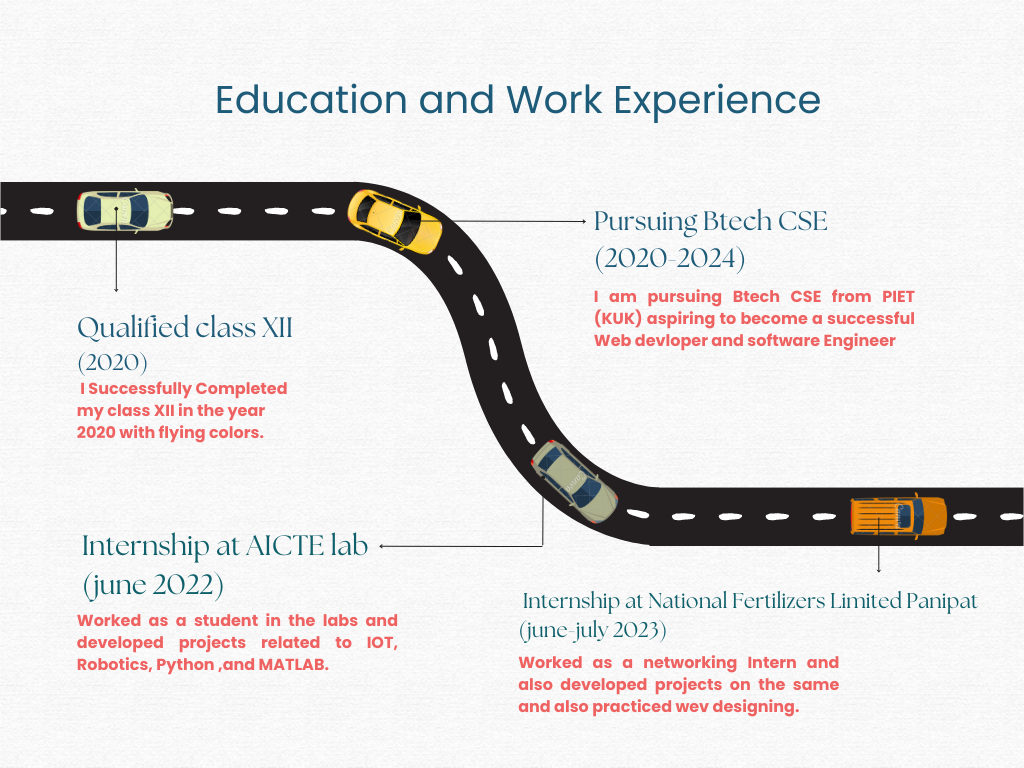 Education and Work Experience
Pursuing Btech CSE
(2020-2024)
I am pursuing Btech CSE from PIET
(KUK) aspiring to become a successful
Web devloper and software Engineer
Qualified class XII
(2020)
I Successfully Completed
my class XII in the year
2020 with flying colors.
Internship at AICTE lab
(june 2022)
Worked as a student in the labs and
developed projects related to IOT,
Robotics, Python ,and MATLAB.
Internship at National Fertilizers Limited Panipat
(june-july 2023)
Worked as a networking Intern and
also developed projects on the same
and also practiced wev designing.